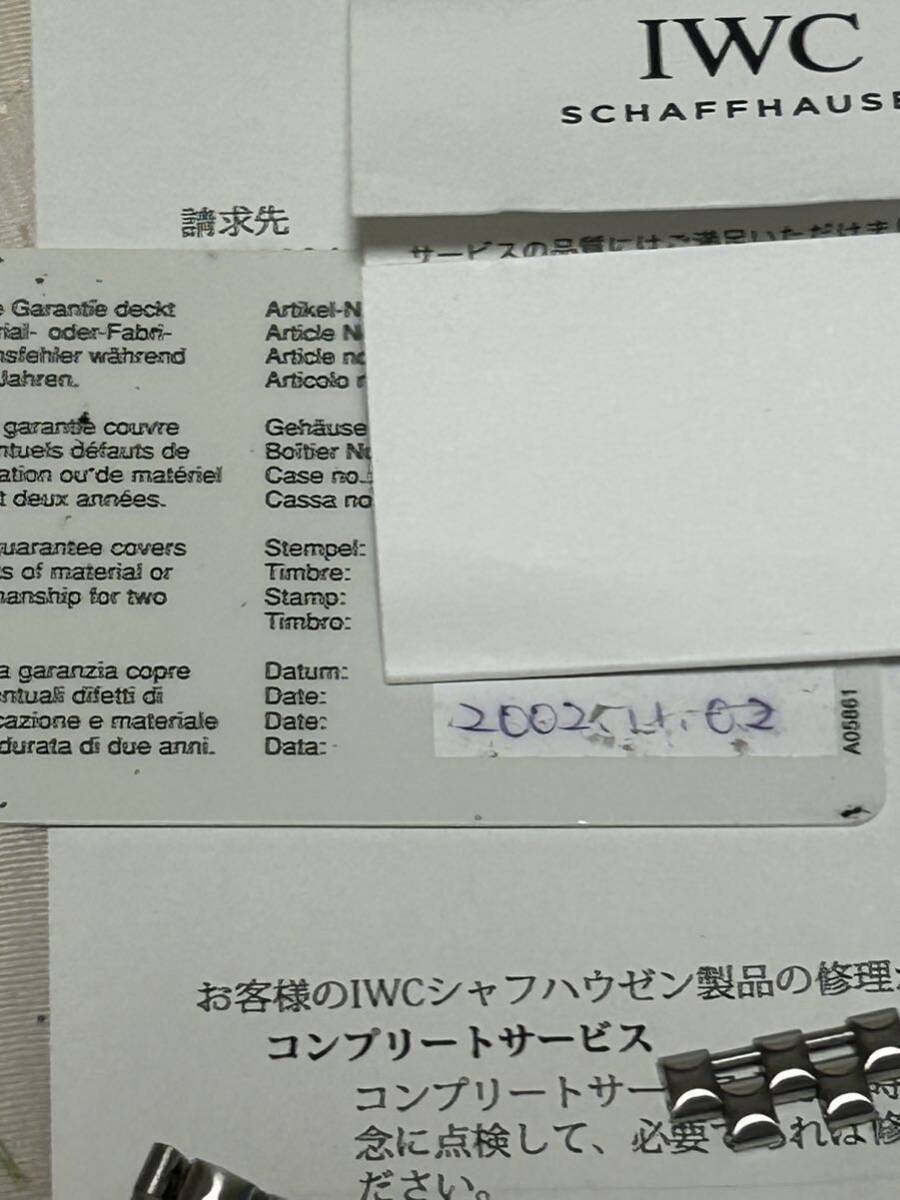 IWC
SCHAFFHAUSE
請求先
サービスの品質にはご満足いただけま
Garantie deckt
rial- oder Fabri-
nsfehler während
Jahren.
garantie couvre
ntuels défauts de
ation ou de matériel
t deux années.
uarantee covers
s of material or
manship for two
a garanzia copre
entuali difetti di
cazione e materiale
durata di due anni.
Artikel-N
Article N
Article no
Articolo
Gehäuse
Boîtier N
Case no.
Cassa no
Stempel:
Timbre:
Stamp:
Timbro:
Datum:
Date:
Date:
Data:
2002.
02
A05861
お客様のIWCシャフハウゼン製品の修理
コンプリートサービス
コンプリートサー
念に点検して、必要
れば修
ださい。